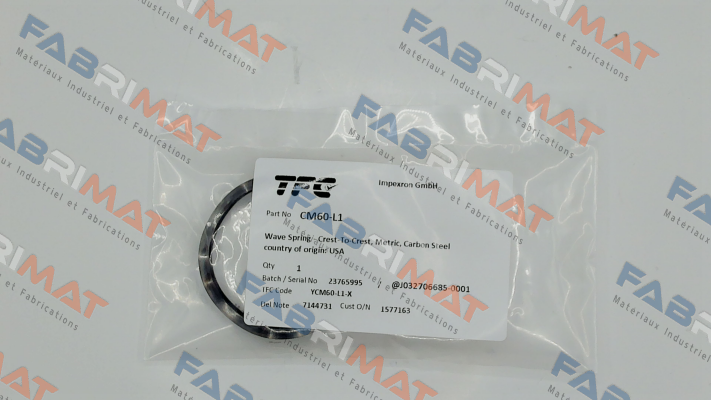 TFC
Impexron GmbH
Part No CM60-L1
Wave Spring - Crest-To-Crest, Metric, Carbon Steel
country of origin: USA
Qty 1
Batch / Serial No 23765995 @J032706685-0001
TFC Code YCM60-L1-X
Del Note 7144731 Cust O/N 1577163
FABRIMAT
Materiaux Industriel et Fabrications